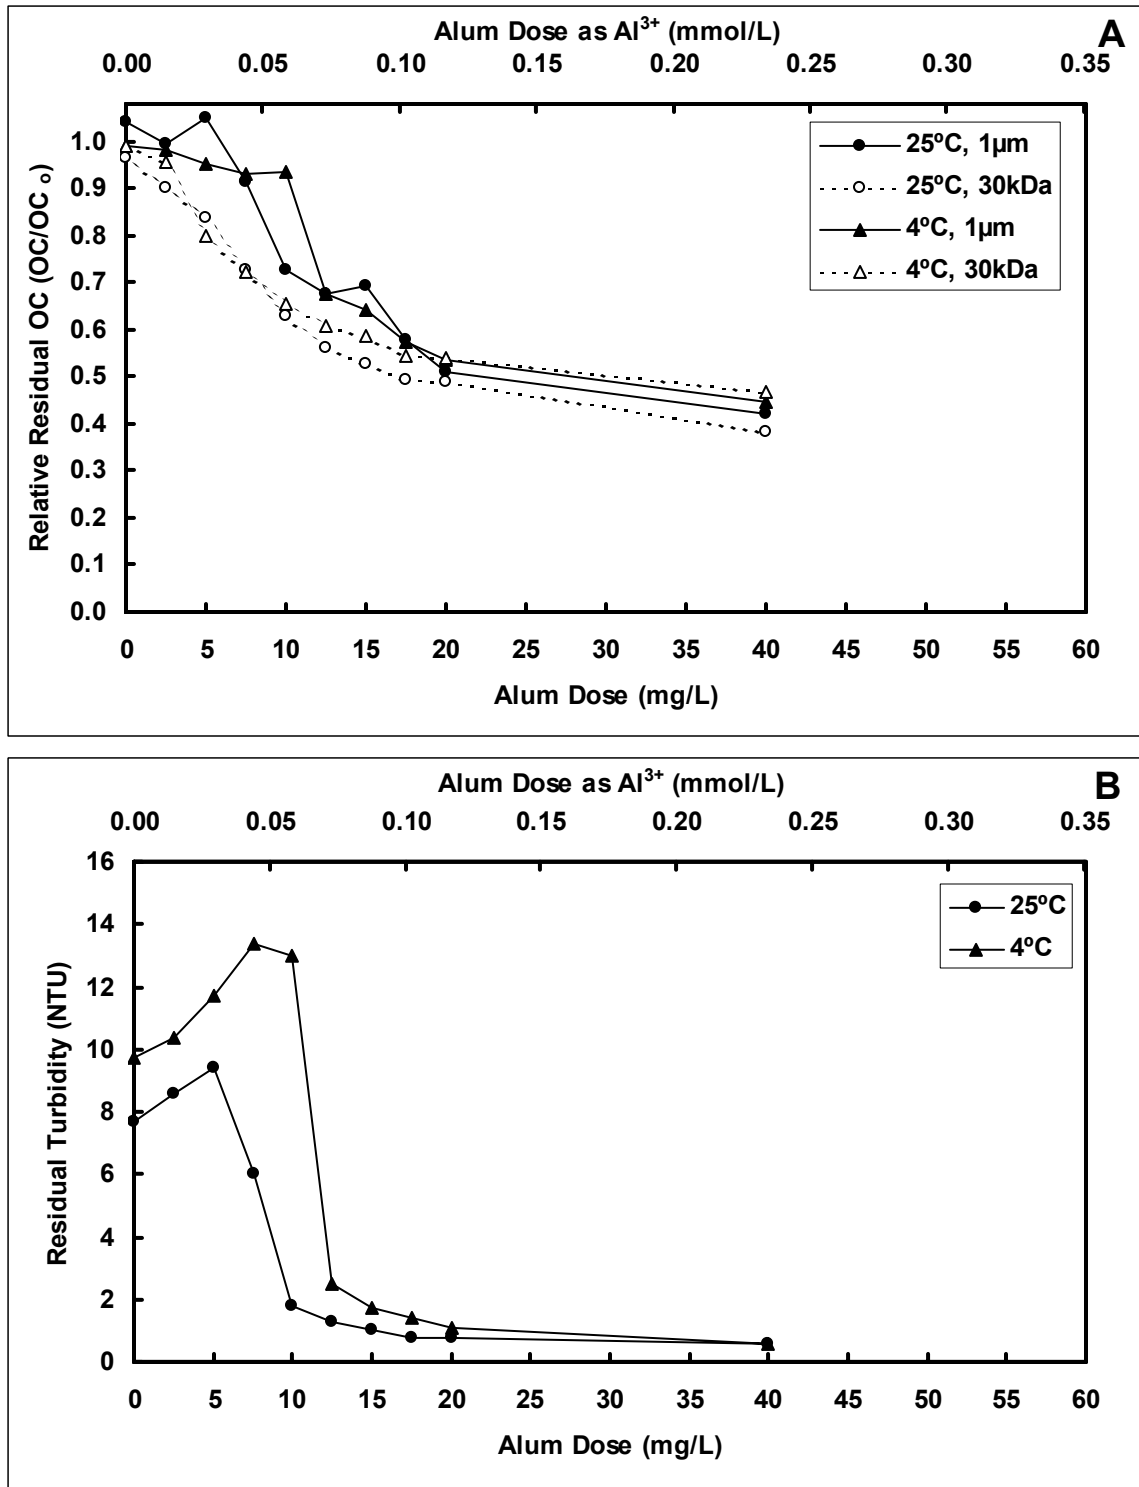 Alum Dose as Al³⁺ (mmol/L)
A
0.00 0.05 0.10 0.15 0.20 0.25 0.30 0.35
Relative Residual OC (OC/OC ₒ)
1.0
0.9
0.8
0.7
0.6
0.5
0.4
0.3
0.2
0.1
0.0
25ºC, 1µm
25ºC, 30kDa
4ºC, 1µm
4ºC, 30kDa
0 5 10 15 20 25 30 35 40 45 50 55 60
Alum Dose (mg/L)
Alum Dose as Al³⁺ (mmol/L)
B
0.00 0.05 0.10 0.15 0.20 0.25 0.30 0.35
Residual Turbidity (NTU)
16
14
12
10
8
6
4
2
0
25ºC
4ºC
0 5 10 15 20 25 30 35 40 45 50 55 60
Alum Dose (mg/L)